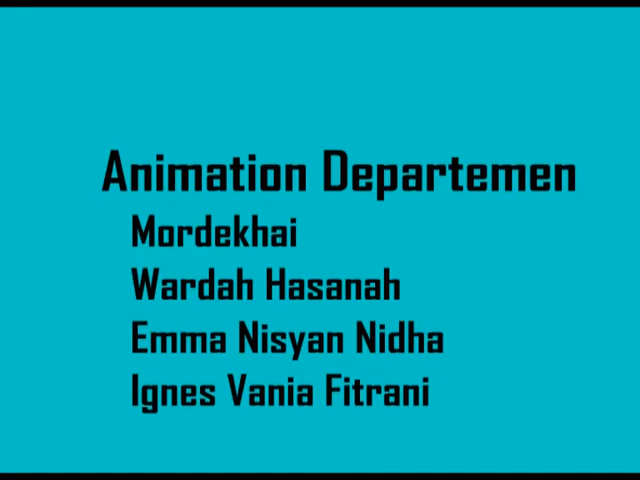 Animation Departemen
Mordekhai
Wardah Hasanah
Emma Nisyan Nidha
Ignes Vania Fitrani